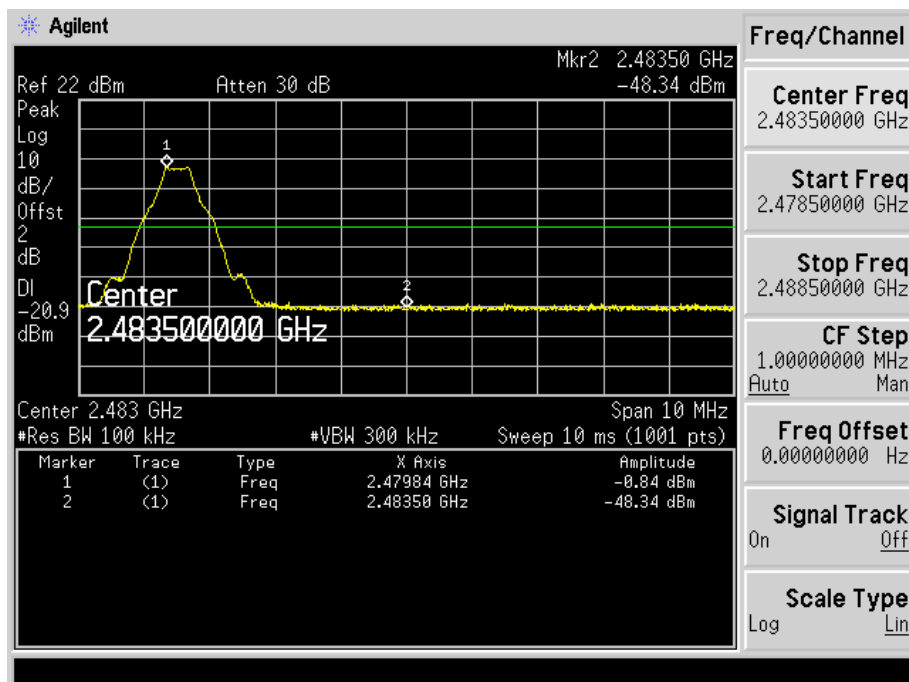 Agilent
Freq/Channel
Mkr2 2.48350 GHz
Ref 22 dBm Atten 30 dB -48.34 dBm
Peak
Log
10
dB/
Offst
2
dB
DI
-20.9
dBm
1
2
Center
2.483500000 GHz
Center 2.483 GHz Span 10 MHz
#Res BW 100 kHz #VBW 300 kHz Sweep 10 ms (1001 pts)
Marker Trace Type X Axis Amplitude
1 (1) Freq 2.47984 GHz -0.84 dBm
2 (1) Freq 2.48350 GHz -48.34 dBm
Center Freq
2.48350000 GHz
Start Freq
2.47850000 GHz
Stop Freq
2.48850000 GHz
CF Step
1.00000000 MHz
Auto Man
Freq Offset
0.00000000 Hz
Signal Track
On Off
Scale Type
Log Lin